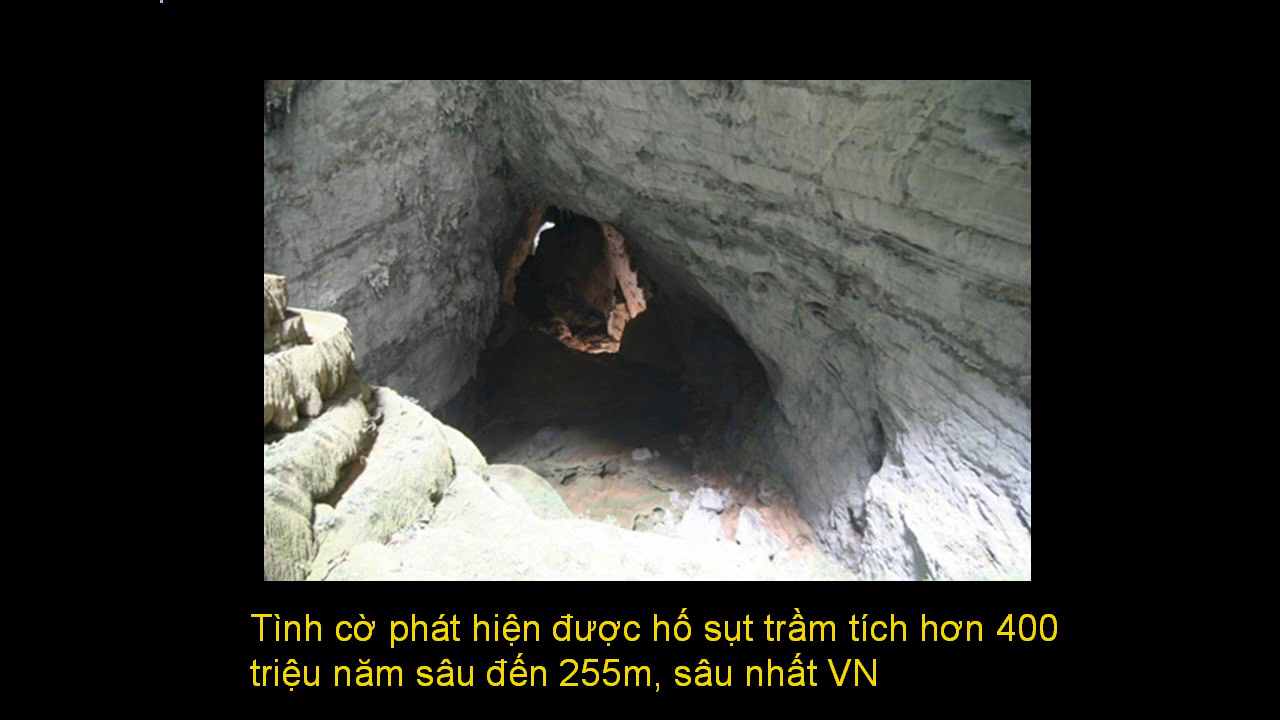 Tình cờ phát hiện được hố sụt trầm tích hơn 400
triệu năm sâu đến 255m, sâu nhất VN